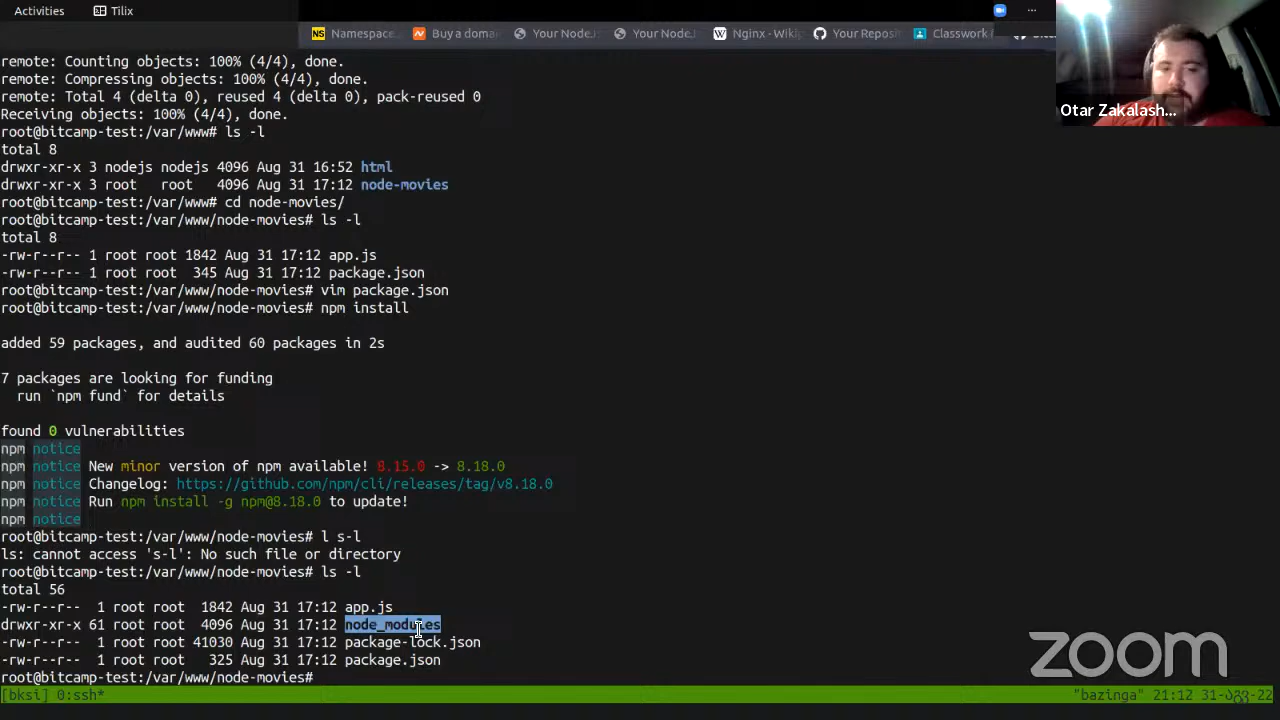 Activities Tilix ...
Namespace... Buy a doma Your Node. Your Node. Nginx - Wiki Your Reposi Classwork
remote: Counting objects: 100% (4/4), done.
remote: Compressing objects: 100% (4/4), done.
remote: Total 4 (delta 0), reused 4 (delta 0), pack-reused 0
Receiving objects: 100% (4/4), done.
root@bitcamp-test:/var/www# ls -l
total 8
drwxr-xr-x 3 nodejs nodejs 4096 Aug 31 16:52 html
drwxr-xr-x 3 root   root   4096 Aug 31 17:12 node-movies
root@bitcamp-test:/var/www# cd node-movies/
root@bitcamp-test:/var/www/node-movies# ls -l
total 8
-rw-r--r-- 1 root root 1842 Aug 31 17:12 app.js
-rw-r--r-- 1 root root  345 Aug 31 17:12 package.json
root@bitcamp-test:/var/www/node-movies# vim package.json
root@bitcamp-test:/var/www/node-movies# npm install
added 59 packages, and audited 60 packages in 2s
7 packages are looking for funding
  run `npm fund` for details
found 0 vulnerabilities
npm notice
npm notice New minor version of npm available! 8.15.0 -> 8.18.0
npm notice Changelog: https://github.com/npm/cli/releases/tag/v8.18.0
npm notice Run npm install -g npm@8.18.0 to update!
npm notice
root@bitcamp-test:/var/www/node-movies# l s-l
ls: cannot access 's-l': No such file or directory
root@bitcamp-test:/var/www/node-movies# ls -l
total 56
-rw-r--r--  1 root root  1842 Aug 31 17:12 app.js
drwxr-xr-x 61 root root  4096 Aug 31 17:12 node_modules
-rw-r--r--  1 root root 41030 Aug 31 17:12 package-lock.json
-rw-r--r--  1 root root   325 Aug 31 17:12 package.json
root@bitcamp-test:/var/www/node-movies#
[bksi] 0:ssh* "bazinga" 21:12
Otar Zakalash...
zoom